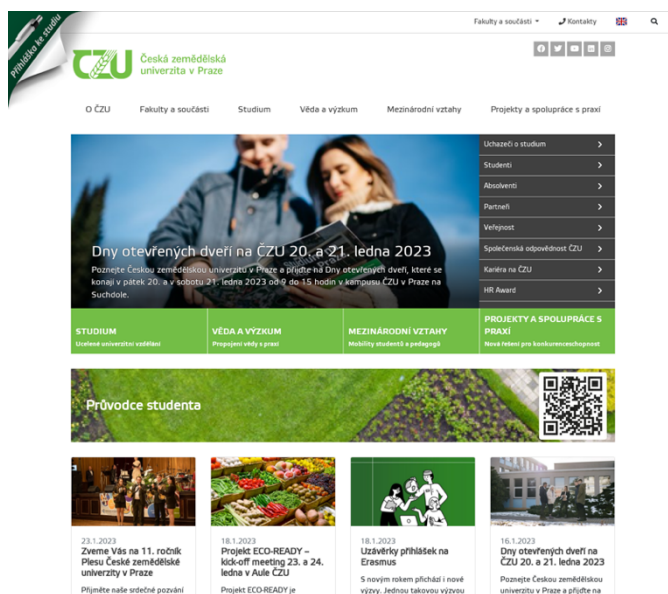 Přihláška ke studiu
Fakulty a součásti
Kontakty
ČZU
Česká zemědělská
univerzita v Praze
O ČZU
Fakulty a součásti
Studium
Věda a výzkum
Mezinárodní vztahy
Projekty a spolupráce s praxí
Uchazeči o studium
Studenti
Absolventi
Partneři
Veřejnost
Společenská odpovědnost ČZU
Kariéra na ČZU
HR Award
Dny otevřených dveří na ČZU 20. a 21. ledna 2023
Poznejte Českou zemědělskou univerzitu v Praze a přijďte na Dny otevřených dveří, které se
konají v pátek 20. a v sobotu 21. ledna 2023 od 9 do 15 hodin v kampusu ČZU v Praze na
Suchdole.
STUDIUM
Ucelené univerzitní vzdělání
VĚDA A VÝZKUM
Propojení vědy s praxí
MEZINÁRODNÍ VZTAHY
Mobility studentů a pedagogů
PROJEKTY A SPOLUPRÁCE S
PRAXÍ
Nová řešení pro konkurenceschopnost
Průvodce studenta
23.1.2023
Zveme Vás na 11. ročník
Plesu České zemědělské
univerzity v Praze
Přijměte naše srdečné pozvání
18.1.2023
Projekt ECO-READY –
kick-off meeting 23. a 24.
ledna v Aule ČZU
Projekt ECO-READY je
18.1.2023
Uzávěrky přihlášek na
Erasmus
S novým rokem přichází i nové
výzvy. Jednou takovou výzvou
16.1.2023
Dny otevřených dveří na
ČZU 20. a 21. ledna 2023
Poznejte Českou zemědělskou
univerzitu v Praze a přijďte na